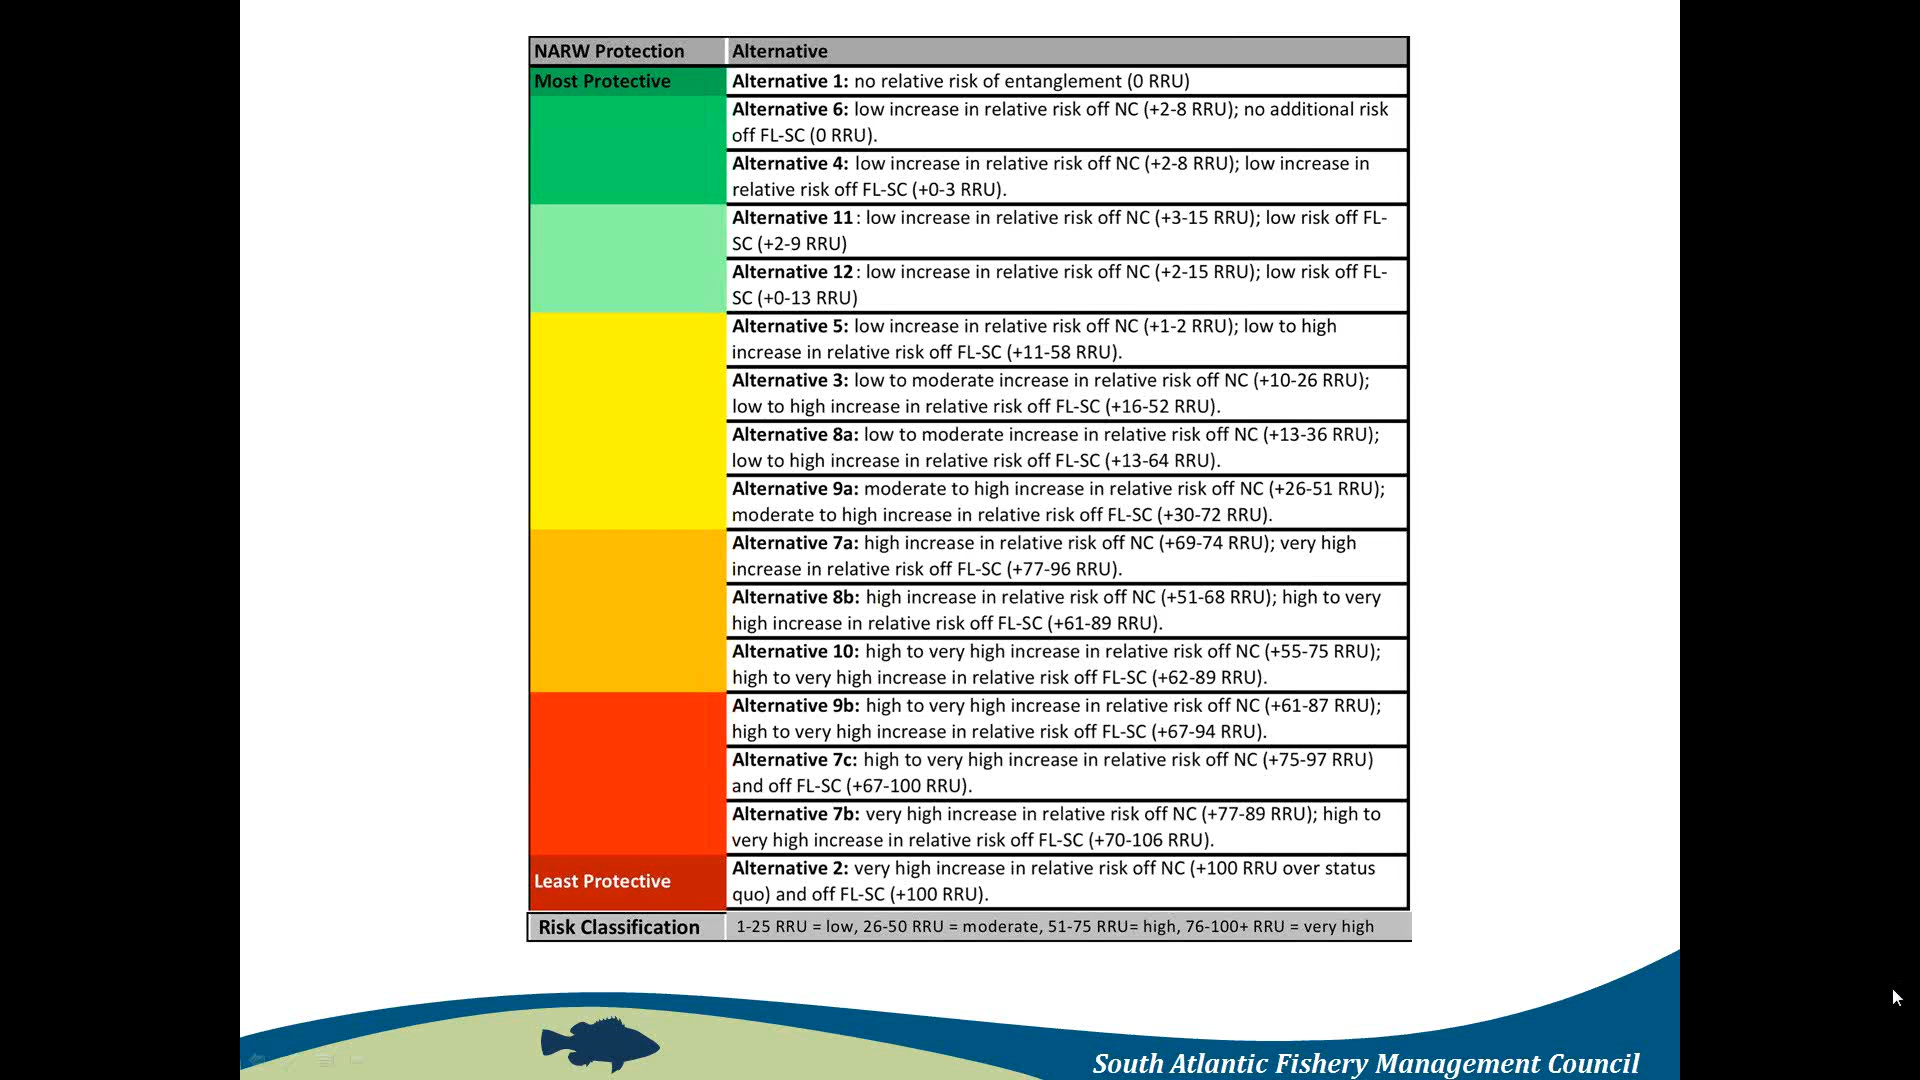 NARW Protection Alternative
Most Protective Alternative 1: no relative risk of entanglement (0 RRU)
Alternative 6: low increase in relative risk off NC (+2-8 RRU); no additional risk
off FL-SC (0 RRU).
Alternative 4: low increase in relative risk off NC (+2-8 RRU); low increase in
relative risk off FL-SC (+0-3 RRU).
Alternative 11: low increase in relative risk off NC (+3-15 RRU); low risk off FL-
SC (+2-9 RRU)
Alternative 12: low increase in relative risk off NC (+2-15 RRU); low risk off FL-
SC (+0-13 RRU)
Alternative 5: low increase in relative risk off NC (+1-2 RRU); low to high
increase in relative risk off FL-SC (+11-58 RRU).
Alternative 3: low to moderate increase in relative risk off NC (+10-26 RRU);
low to high increase in relative risk off FL-SC (+16-52 RRU).
Alternative 8a: low to moderate increase in relative risk off NC (+13-36 RRU);
low to high increase in relative risk off FL-SC (+13-64 RRU).
Alternative 9a: moderate to high increase in relative risk off NC (+26-51 RRU);
moderate to high increase in relative risk off FL-SC (+30-72 RRU).
Alternative 7a: high increase in relative risk off NC (+69-74 RRU); very high
increase in relative risk off FL-SC (+77-96 RRU).
Alternative 8b: high increase in relative risk off NC (+51-68 RRU); high to very
high increase in relative risk off FL-SC (+61-89 RRU).
Alternative 10: high to very high increase in relative risk off NC (+55-75 RRU);
high to very high increase in relative risk off FL-SC (+62-89 RRU).
Alternative 9b: high to very high increase in relative risk off NC (+61-87 RRU);
high to very high increase in relative risk off FL-SC (+67-94 RRU).
Alternative 7c: high to very high increase in relative risk off NC (+75-97 RRU)
and off FL-SC (+67-100 RRU).
Alternative 7b: very high increase in relative risk off NC (+77-89 RRU); high to
very high increase in relative risk off FL-SC (+70-106 RRU).
Least Protective Alternative 2: very high increase in relative risk off NC (+100 RRU over status
quo) and off FL-SC (+100 RRU).
Risk Classification 1-25 RRU = low, 26-50 RRU = moderate, 51-75 RRU= high, 76-100+ RRU = very high
South Atlantic Fishery Management Council